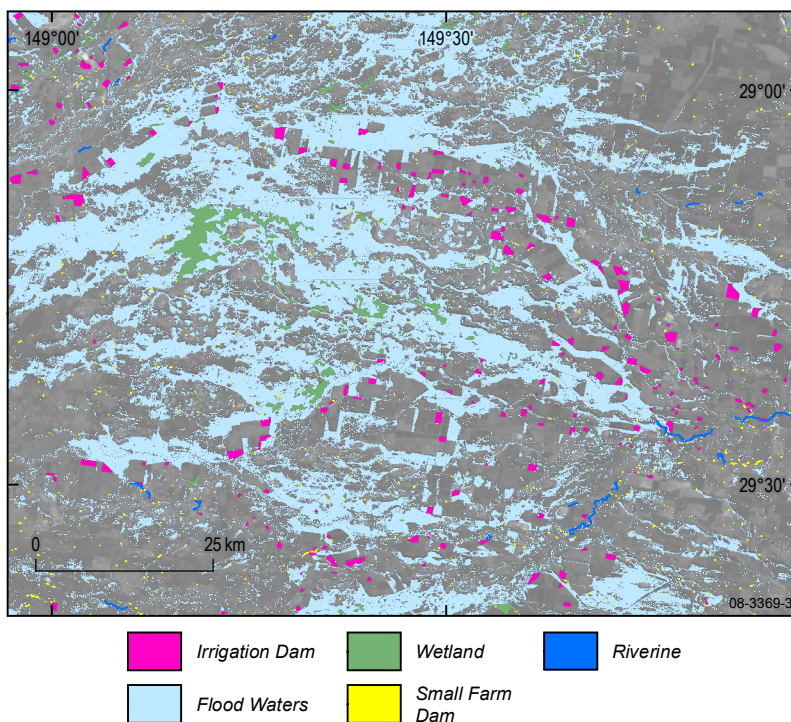 149°00'
149°30'
29°00'
29°30'
0
25 km
08-3369-3
Irrigation Dam
Wetland
Riverine
Flood Waters
Small Farm
Dam